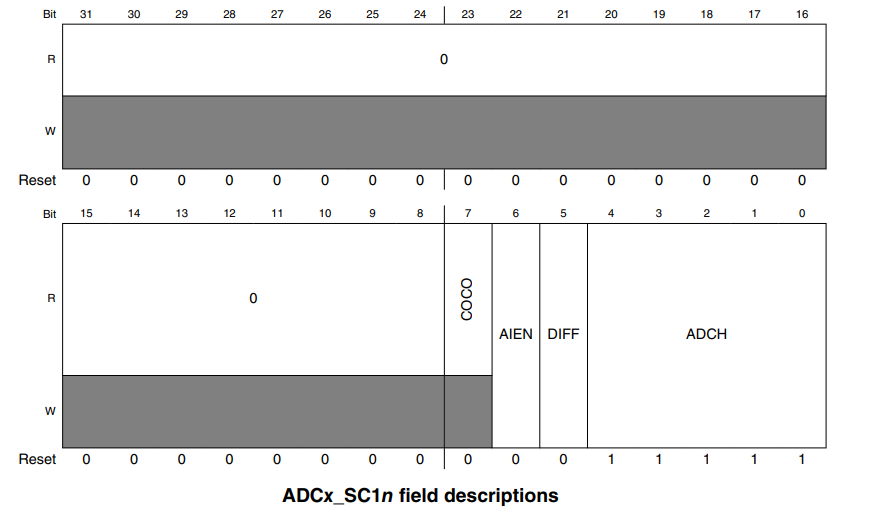 Bit 31 30 29 28 27 26 25 24 23 22 21 20 19 18 17 16
R 0
W
Reset 0 0 0 0 0 0 0 0 0 0 0 0 0 0 0 0
Bit 15 14 13 12 11 10 9 8 7 6 5 4 3 2 1 0
R 0 COCO AIEN DIFF ADCH
W
Reset 0 0 0 0 0 0 0 0 0 0 0 1 1 1 1 1
ADCx_SC1n field descriptions